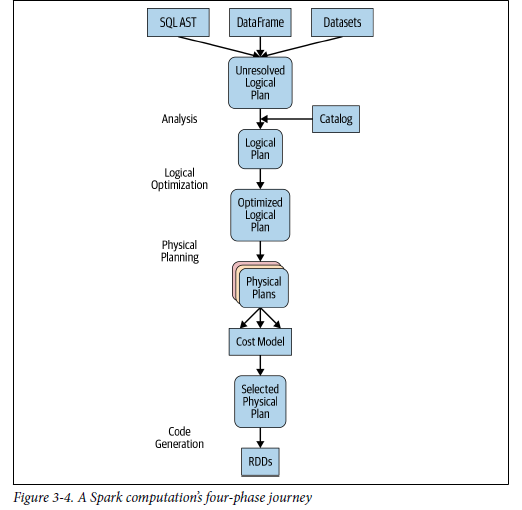 SQL AST
DataFrame
Datasets
Unresolved
Logical
Plan
Analysis
Catalog
Logical
Plan
Logical
Optimization
Optimized
Logical
Plan
Physical
Planning
Physical
Plans
Cost Model
Selected
Physical
Plan
Code
Generation
RDDs
Figure 3-4. A Spark computation's four-phase journey